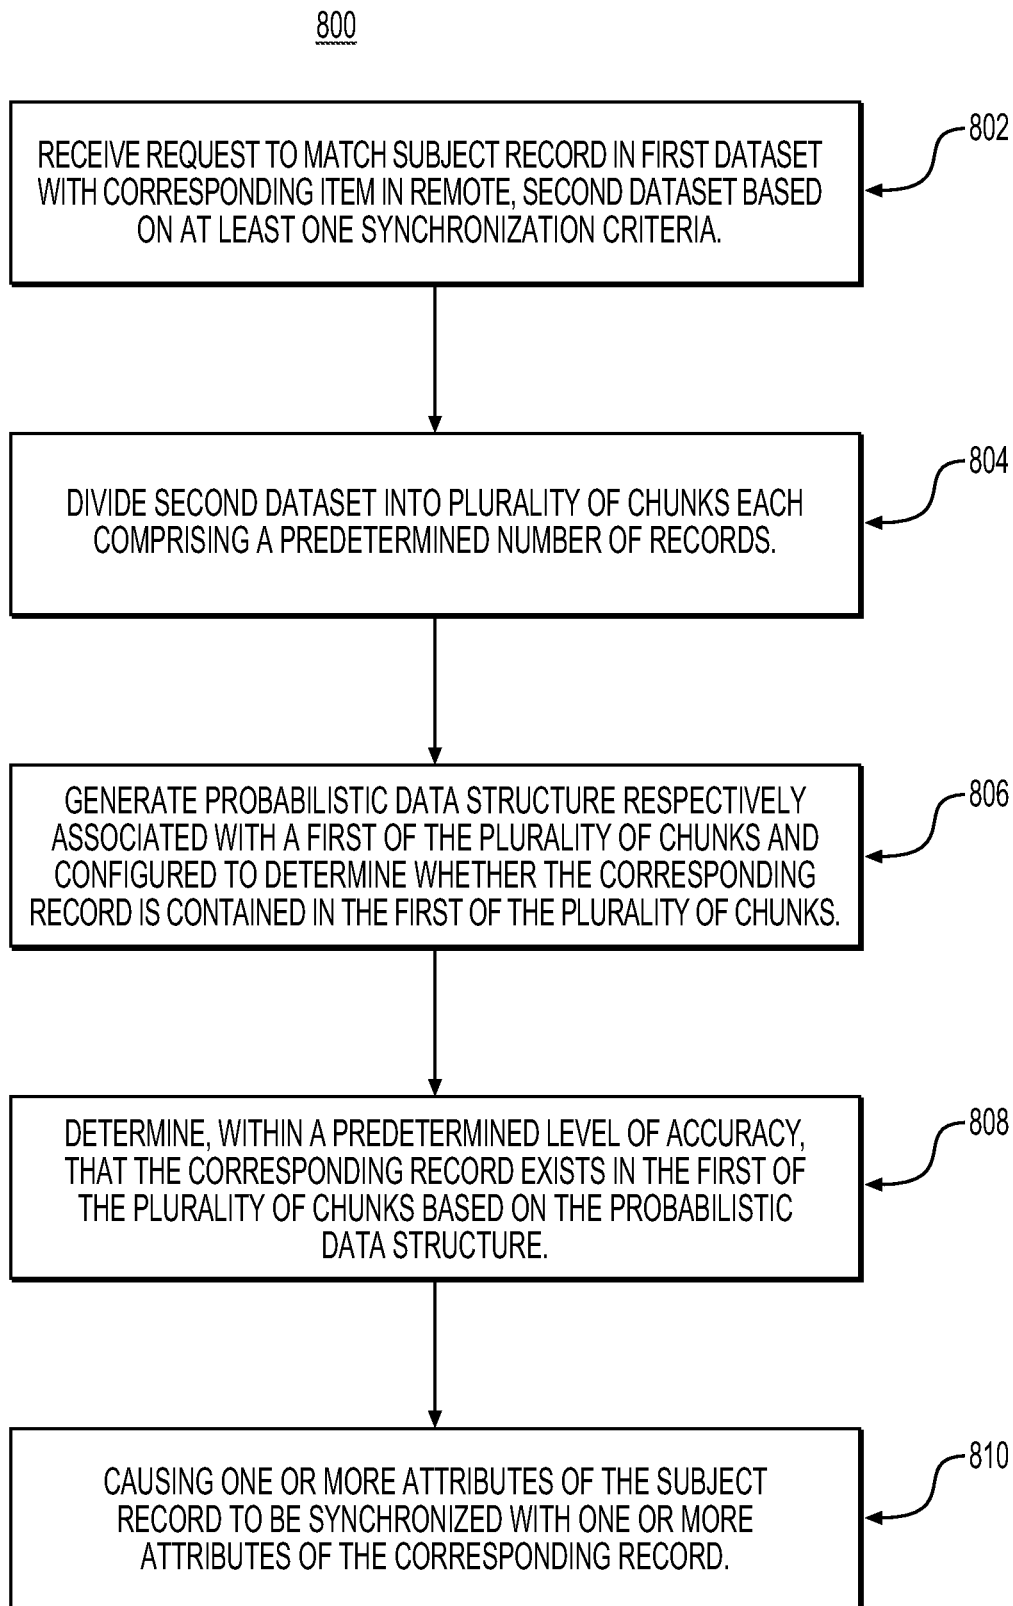 800
RECEIVE REQUEST TO MATCH SUBJECT RECORD IN FIRST DATASET
WITH CORRESPONDING ITEM IN REMOTE, SECOND DATASET BASED
ON AT LEAST ONE SYNCHRONIZATION CRITERIA.
802
DIVIDE SECOND DATASET INTO PLURALITY OF CHUNKS EACH
COMPRISING A PREDETERMINED NUMBER OF RECORDS.
804
GENERATE PROBABILISTIC DATA STRUCTURE RESPECTIVELY
ASSOCIATED WITH A FIRST OF THE PLURALITY OF CHUNKS AND
CONFIGURED TO DETERMINE WHETHER THE CORRESPONDING
RECORD IS CONTAINED IN THE FIRST OF THE PLURALITY OF CHUNKS.
806
DETERMINE, WITHIN A PREDETERMINED LEVEL OF ACCURACY,
THAT THE CORRESPONDING RECORD EXISTS IN THE FIRST OF
THE PLURALITY OF CHUNKS BASED ON THE PROBABILISTIC
DATA STRUCTURE.
808
CAUSING ONE OR MORE ATTRIBUTES OF THE SUBJECT
RECORD TO BE SYNCHRONIZED WITH ONE OR MORE
ATTRIBUTES OF THE CORRESPONDING RECORD.
810